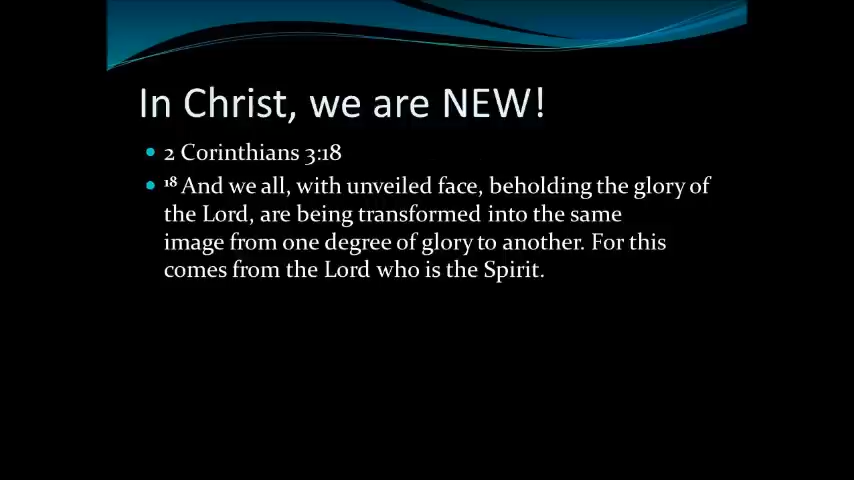 In Christ, we are NEW!
• 2 Corinthians 3:18
• 18 And we all, with unveiled face, beholding the glory of
the Lord, are being transformed into the same
image from one degree of glory to another. For this
comes from the Lord who is the Spirit.